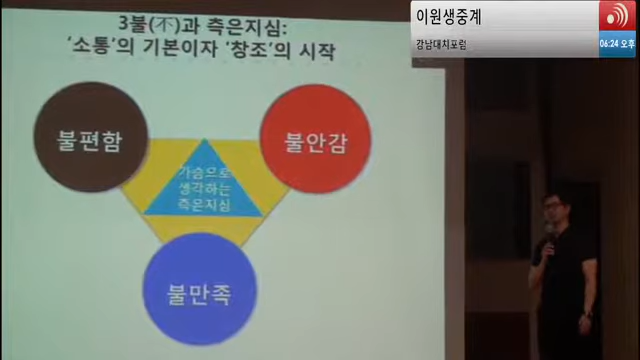 3불(不)과 측은지심:
'소통'의 기본이자 '창조'의 시작
불편함
불안감
가슴으로
생각하는
측은지심
불만족
이원생중계
강남대치포럼
06:24 오후